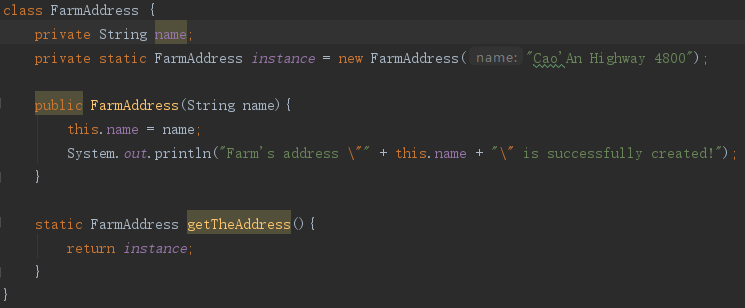 class FarmAddress {
    private String name;
    private static FarmAddress instance = new FarmAddress( name: "Cao'An Highway 4800");
    public FarmAddress(String name){
        this.name = name;
        System.out.println("Farm's address \"" + this.name + "\" is successfully created!");
    }
    static FarmAddress getTheAddress(){
        return instance;
    }
}